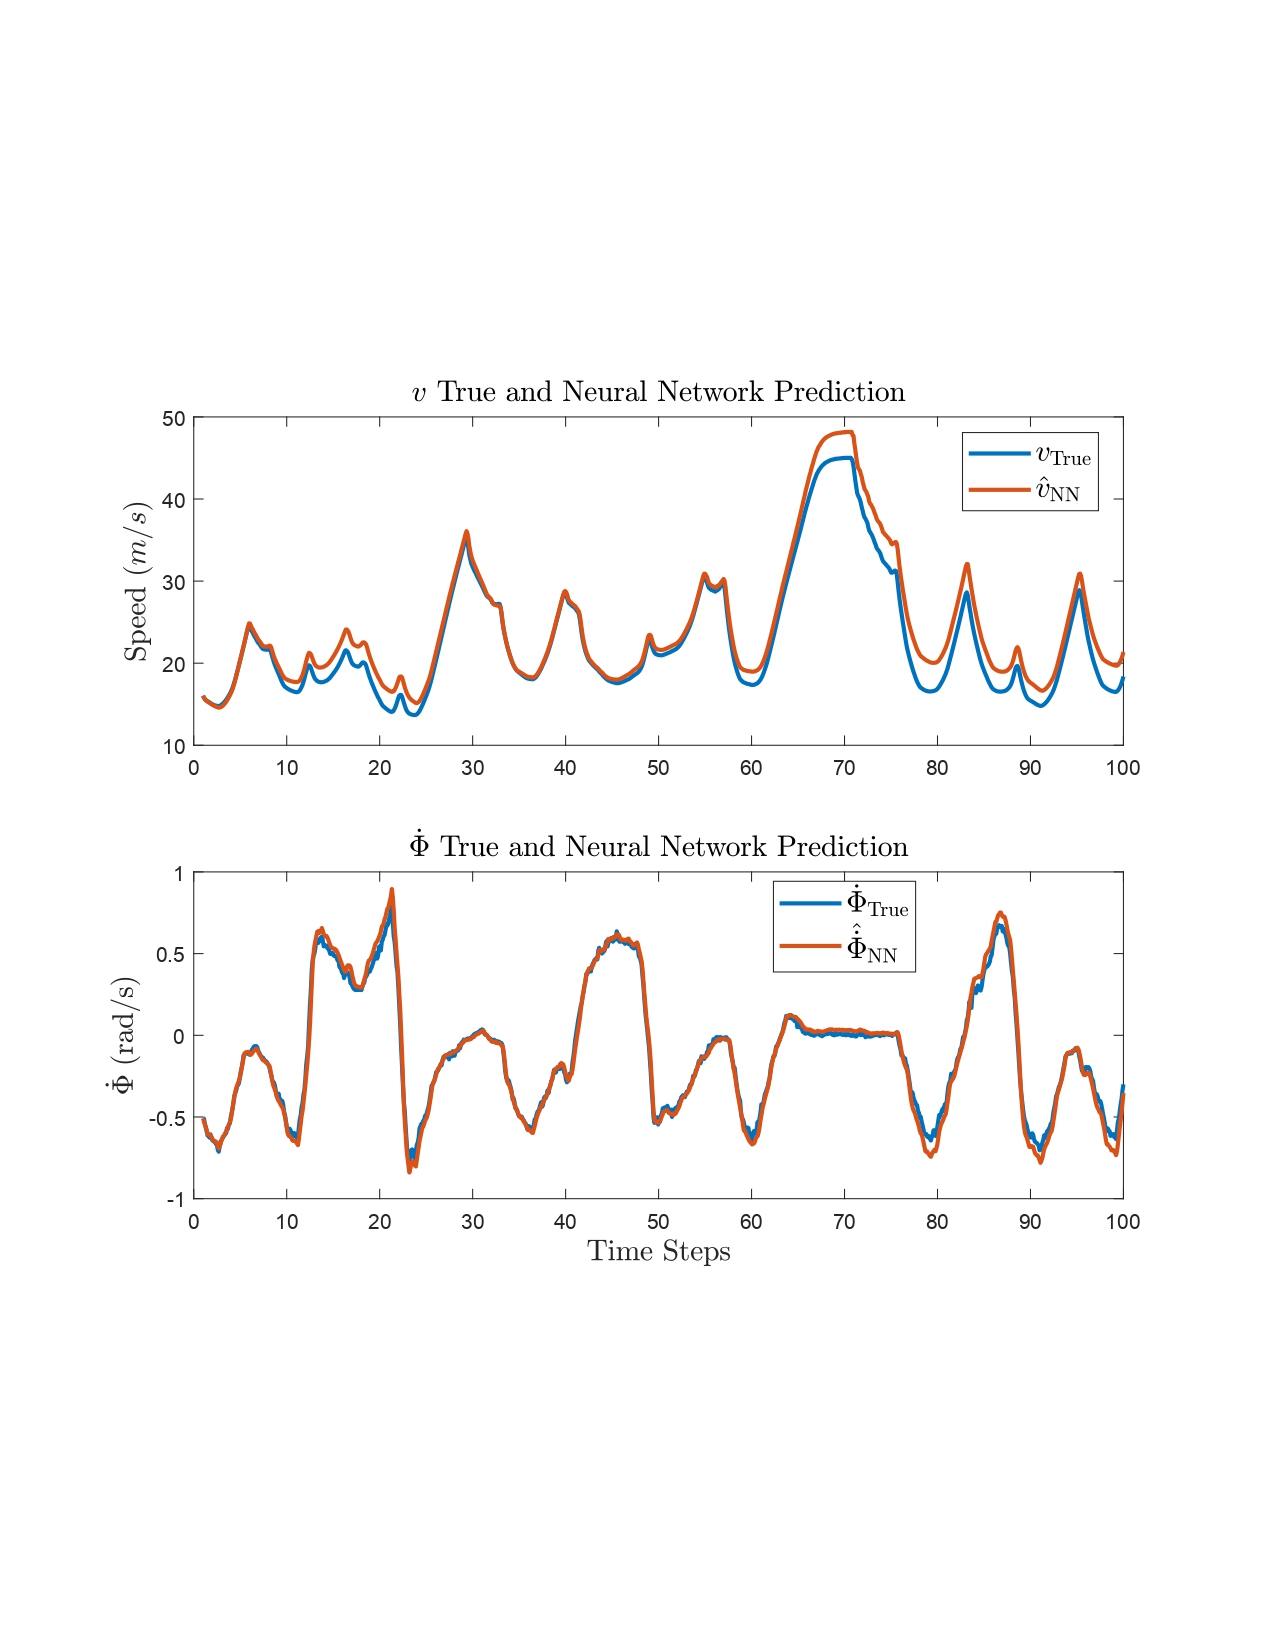 v True and Neural Network Prediction
50
40
30
20
10
Speed (m/s)
v_True
v̂_NN
0 10 20 30 40 50 60 70 80 90 100
Φ̇ True and Neural Network Prediction
1
0.5
0
-0.5
-1
Φ̇ (rad/s)
Φ̇_True
Φ̇̂_NN
0 10 20 30 40 50 60 70 80 90 100
Time Steps